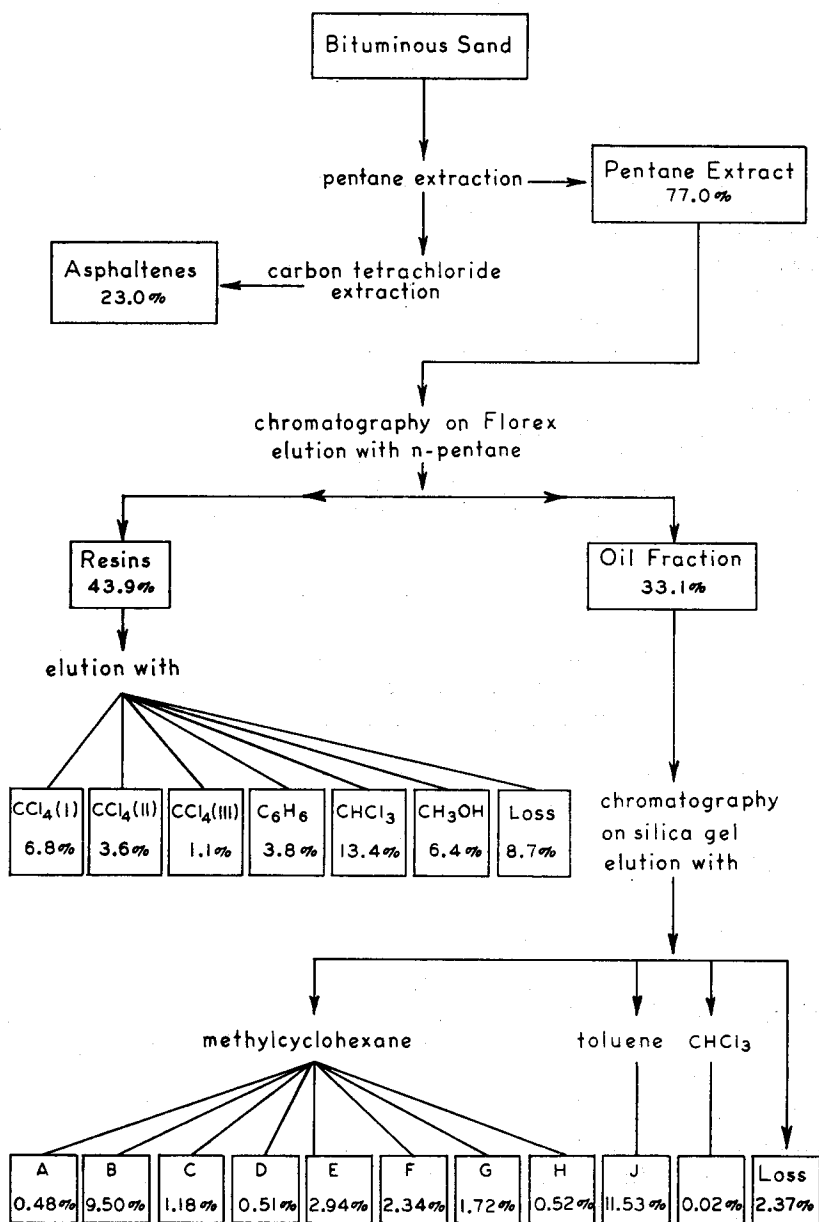 Bituminous Sand
pentane extraction
Pentane Extract
77.0%
Asphaltenes
23.0%
carbon tetrachloride
extraction
chromatography on Florex
elution with n-pentane
Resins
43.9%
Oil Fraction
33.1%
elution with
CCl4(I)
6.8%
CCl4(II)
3.6%
CCl4(III)
1.1%
C6H6
3.8%
CHCl3
13.4%
CH3OH
6.4%
Loss
8.7%
chromatography
on silica gel
elution with
methylcyclohexane
toluene
CHCl3
A
0.48%
B
9.50%
C
1.18%
D
0.51%
E
2.94%
F
2.34%
G
1.72%
H
0.52%
J
11.53%
0.02%
Loss
2.37%